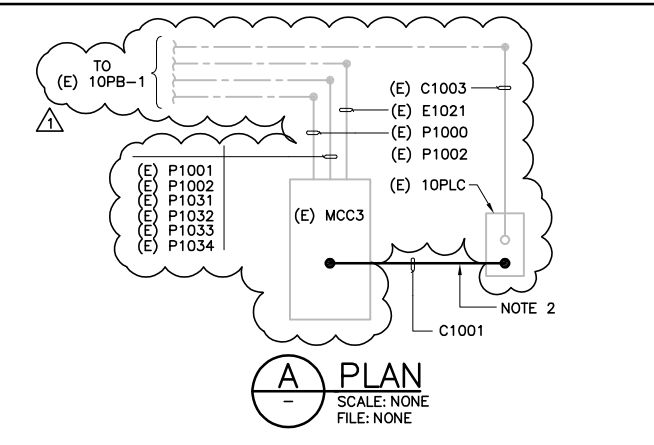 TO
(E) 10PB-1
1
(E) C1003
(E) E1021
(E) P1000
(E) P1002
(E) 10PLC
(E) P1001
(E) P1002
(E) P1031
(E) P1032
(E) P1033
(E) P1034
(E) MCC3
NOTE 2
C1001
A
-
PLAN
SCALE: NONE
FILE: NONE